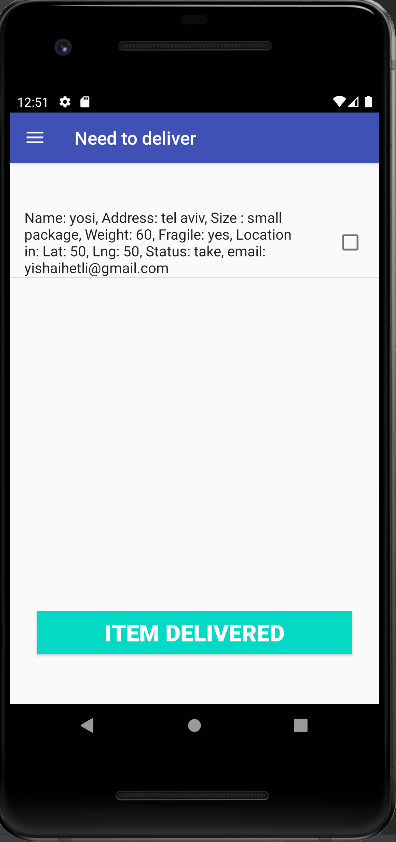 12:51
Need to deliver
Name: yosi, Address: tel aviv, Size : small
package, Weight: 60, Fragile: yes, Location
in: Lat: 50, Lng: 50, Status: take, email:
yishaihetli@gmail.com
ITEM DELIVERED